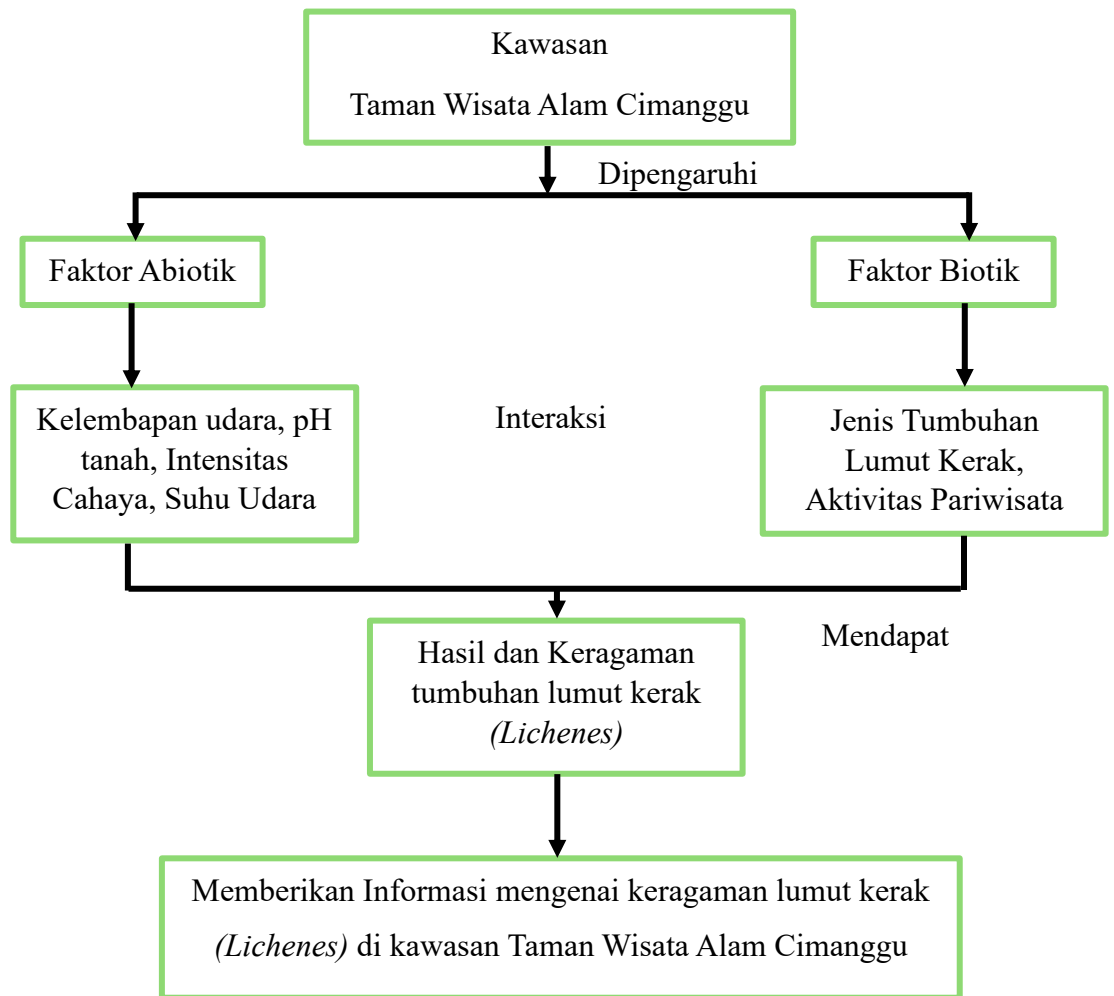 Kawasan
Taman Wisata Alam Cimanggu
Dipengaruhi
Faktor Abiotik
Faktor Biotik
Kelembapan udara, pH
tanah, Intensitas
Cahaya, Suhu Udara
Interaksi
Jenis Tumbuhan
Lumut Kerak,
Aktivitas Pariwisata
Mendapat
Hasil dan Keragaman
tumbuhan lumut kerak
(Lichenes)
Memberikan Informasi mengenai keragaman lumut kerak
(Lichenes) di kawasan Taman Wisata Alam Cimanggu